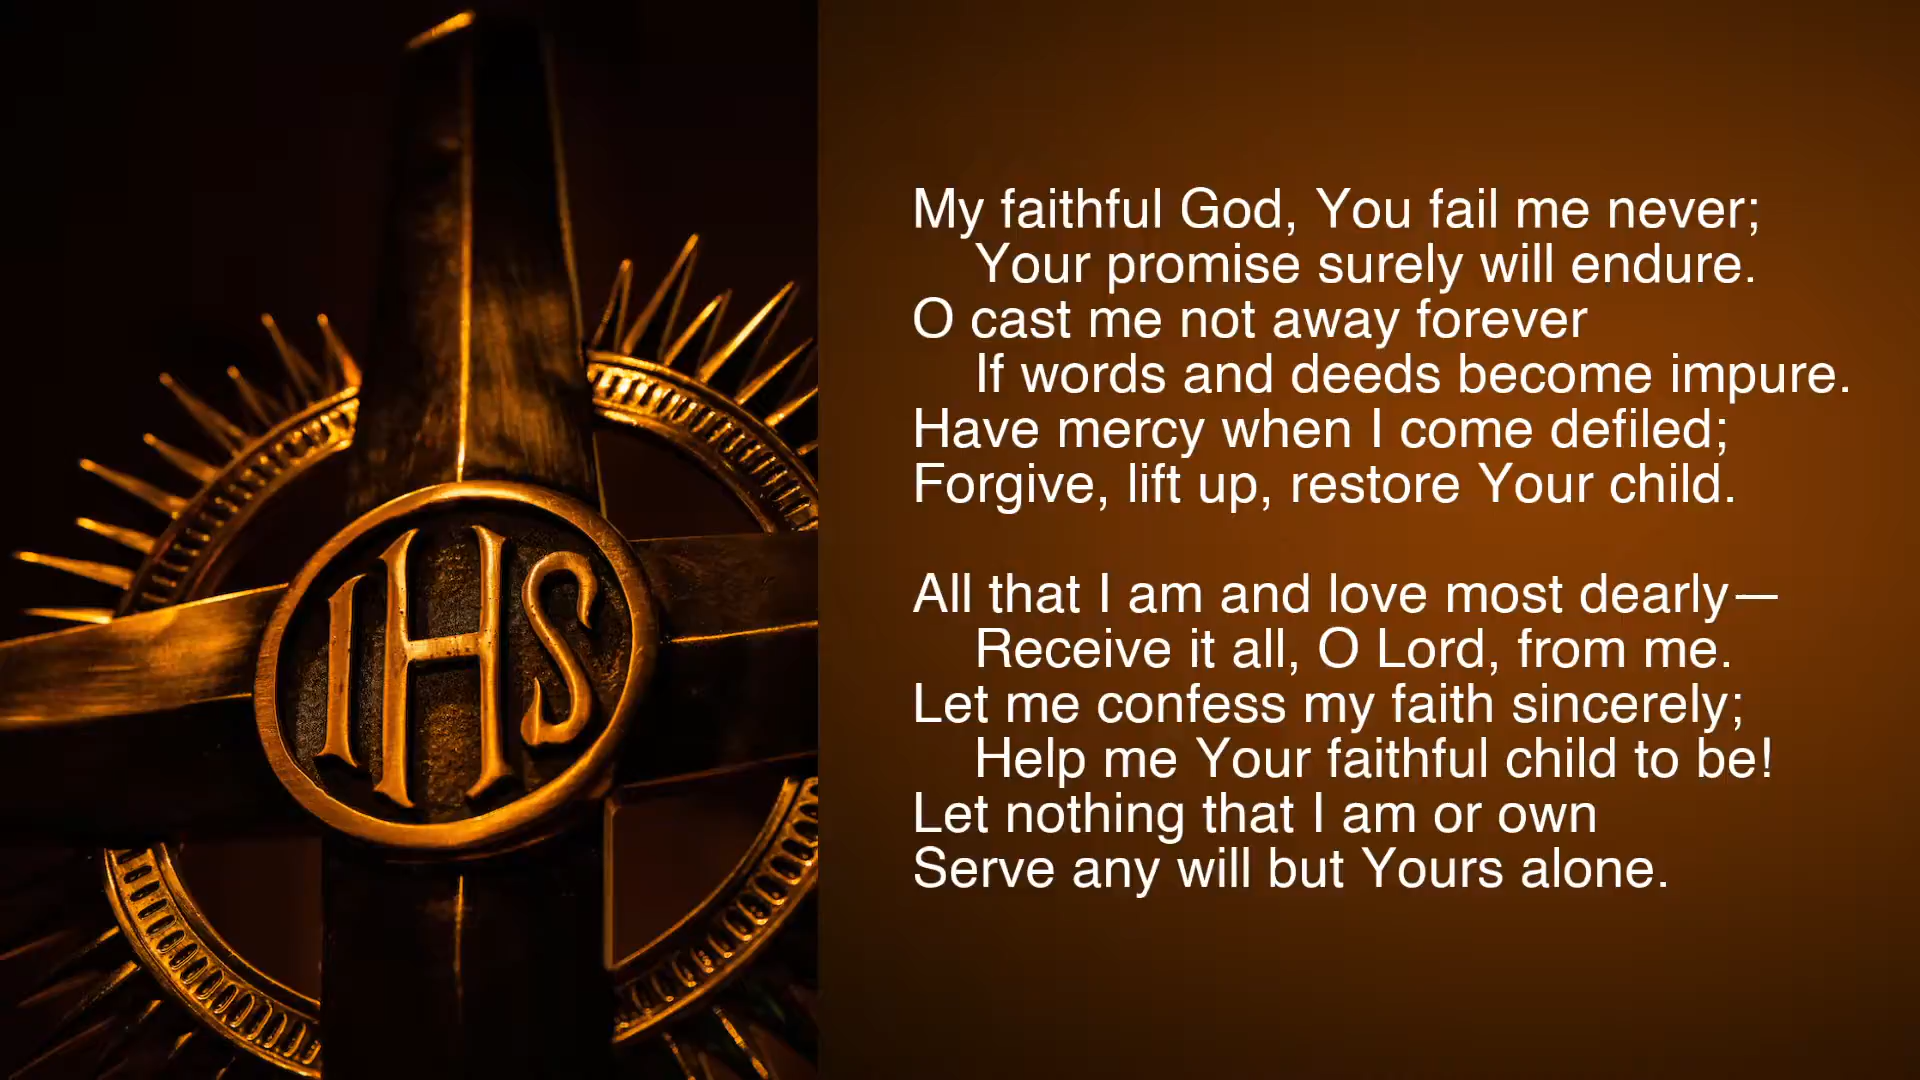 IHS
My faithful God, You fail me never;
Your promise surely will endure.
O cast me not away forever
If words and deeds become impure.
Have mercy when I come defiled;
Forgive, lift up, restore Your child.
All that I am and love most dearly—
Receive it all, O Lord, from me.
Let me confess my faith sincerely;
Help me Your faithful child to be!
Let nothing that I am or own
Serve any will but Yours alone.